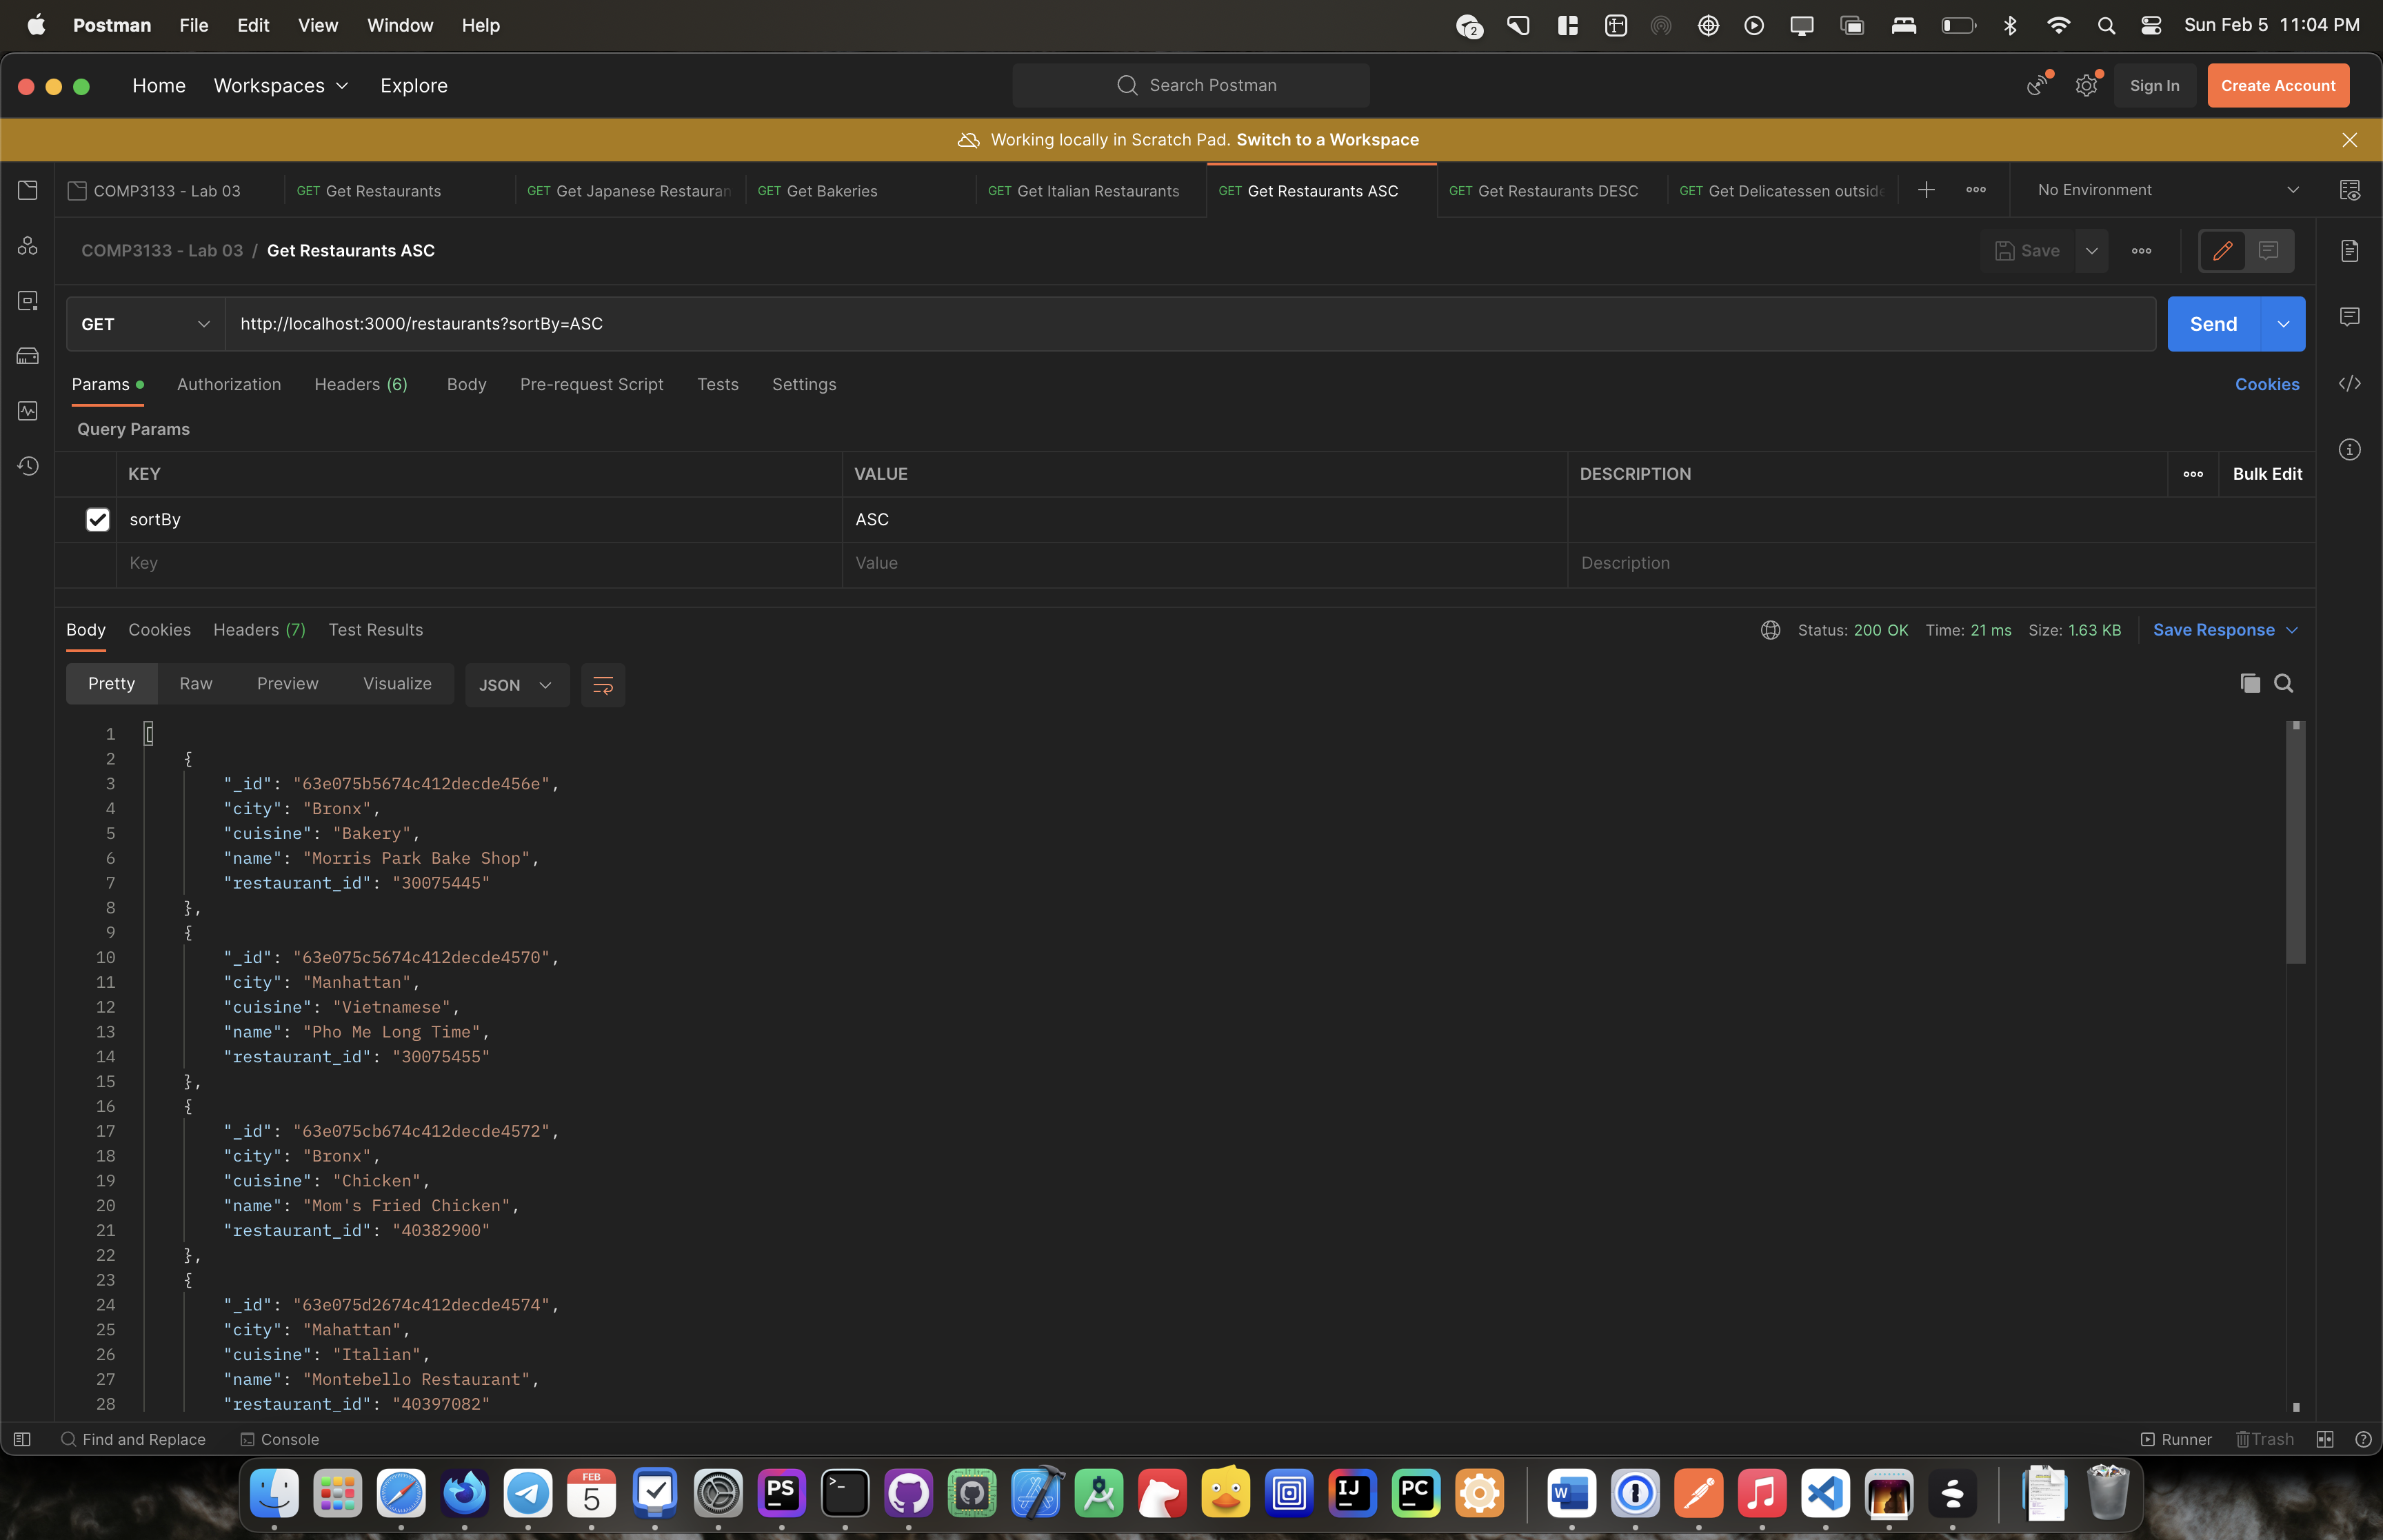 Postman File Edit View Window Help 2 Sun Feb 5 11:04 PM
Home Workspaces Explore Search Postman Sign In Create Account
Working locally in Scratch Pad. Switch to a Workspace
COMP3133 - Lab 03 GET Get Restaurants GET Get Japanese Restauran GET Get Bakeries GET Get Italian Restaurants GET Get Restaurants ASC GET Get Restaurants DESC GET Get Delicatessen outside No Environment
COMP3133 - Lab 03 / Get Restaurants ASC Save
GET http://localhost:3000/restaurants?sortBy=ASC Send
Params Authorization Headers (6) Body Pre-request Script Tests Settings Cookies
Query Params
KEY VALUE DESCRIPTION Bulk Edit
sortBy ASC
Key Value Description
Body Cookies Headers (7) Test Results Status: 200 OK Time: 21 ms Size: 1.63 KB Save Response
Pretty Raw Preview Visualize JSON
1 [
2 {
3 "_id": "63e075b5674c412decde456e",
4 "city": "Bronx",
5 "cuisine": "Bakery",
6 "name": "Morris Park Bake Shop",
7 "restaurant_id": "30075445"
8 },
9 {
10 "_id": "63e075c5674c412decde4570",
11 "city": "Manhattan",
12 "cuisine": "Vietnamese",
13 "name": "Pho Me Long Time",
14 "restaurant_id": "30075455"
15 },
16 {
17 "_id": "63e075cb674c412decde4572",
18 "city": "Bronx",
19 "cuisine": "Chicken",
20 "name": "Mom's Fried Chicken",
21 "restaurant_id": "40382900"
22 },
23 {
24 "_id": "63e075d2674c412decde4574",
25 "city": "Mahattan",
26 "cuisine": "Italian",
27 "name": "Montebello Restaurant",
28 "restaurant_id": "40397082"
Find and Replace Console Runner Trash
FEB
5 PS >_ IJ PC W